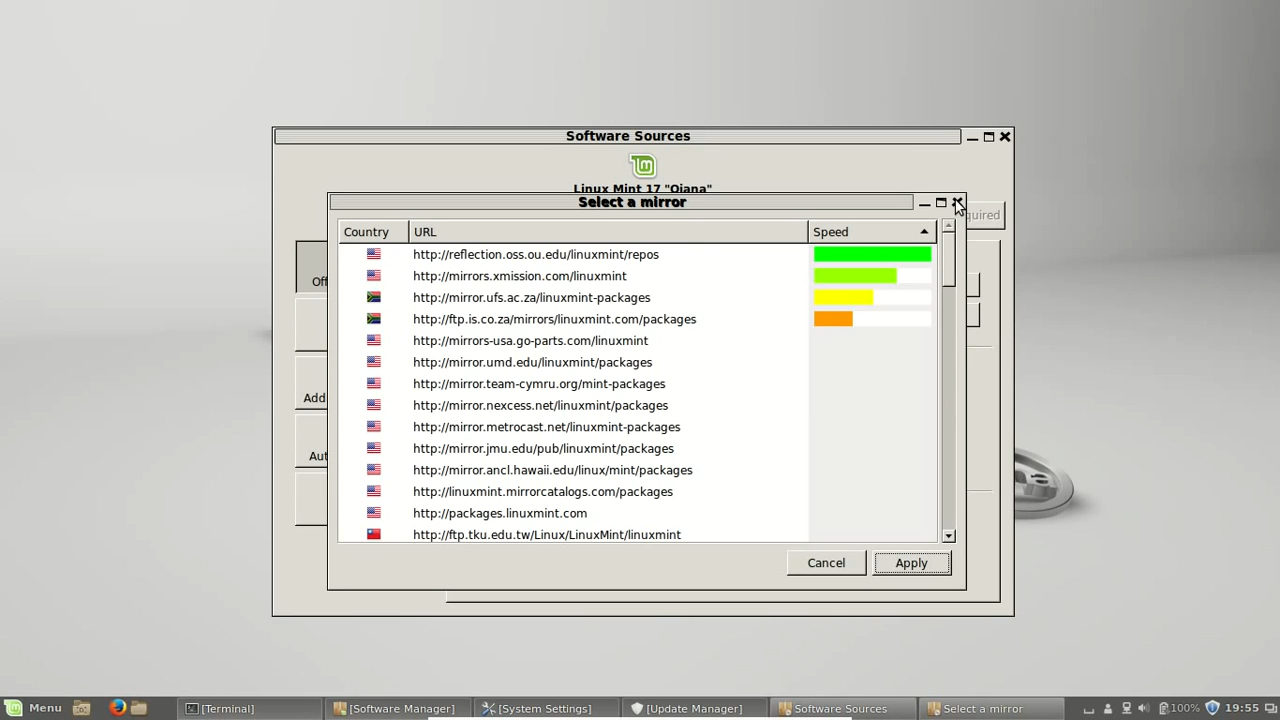 Software Sources
Linux Mint 17 "Qiana"
Select a mirror
quired
Country URL Speed
http://reflection.oss.ou.edu/linuxmint/repos
http://mirrors.xmission.com/linuxmint
http://mirror.ufs.ac.za/linuxmint-packages
http://ftp.is.co.za/mirrors/linuxmint.com/packages
http://mirrors-usa.go-parts.com/linuxmint
http://mirror.umd.edu/linuxmint/packages
http://mirror.team-cymru.org/mint-packages
http://mirror.nexcess.net/linuxmint/packages
http://mirror.metrocast.net/linuxmint-packages
http://mirror.jmu.edu/pub/linuxmint/packages
http://mirror.ancl.hawaii.edu/linux/mint/packages
http://linuxmint.mirrorcatalogs.com/packages
http://packages.linuxmint.com
http://ftp.tku.edu.tw/Linux/LinuxMint/linuxmint
Off
Add
Aut
Cancel Apply
Menu [Terminal] [Software Manager] [System Settings] [Update Manager] Software Sources Select a mirror 100% 19:55